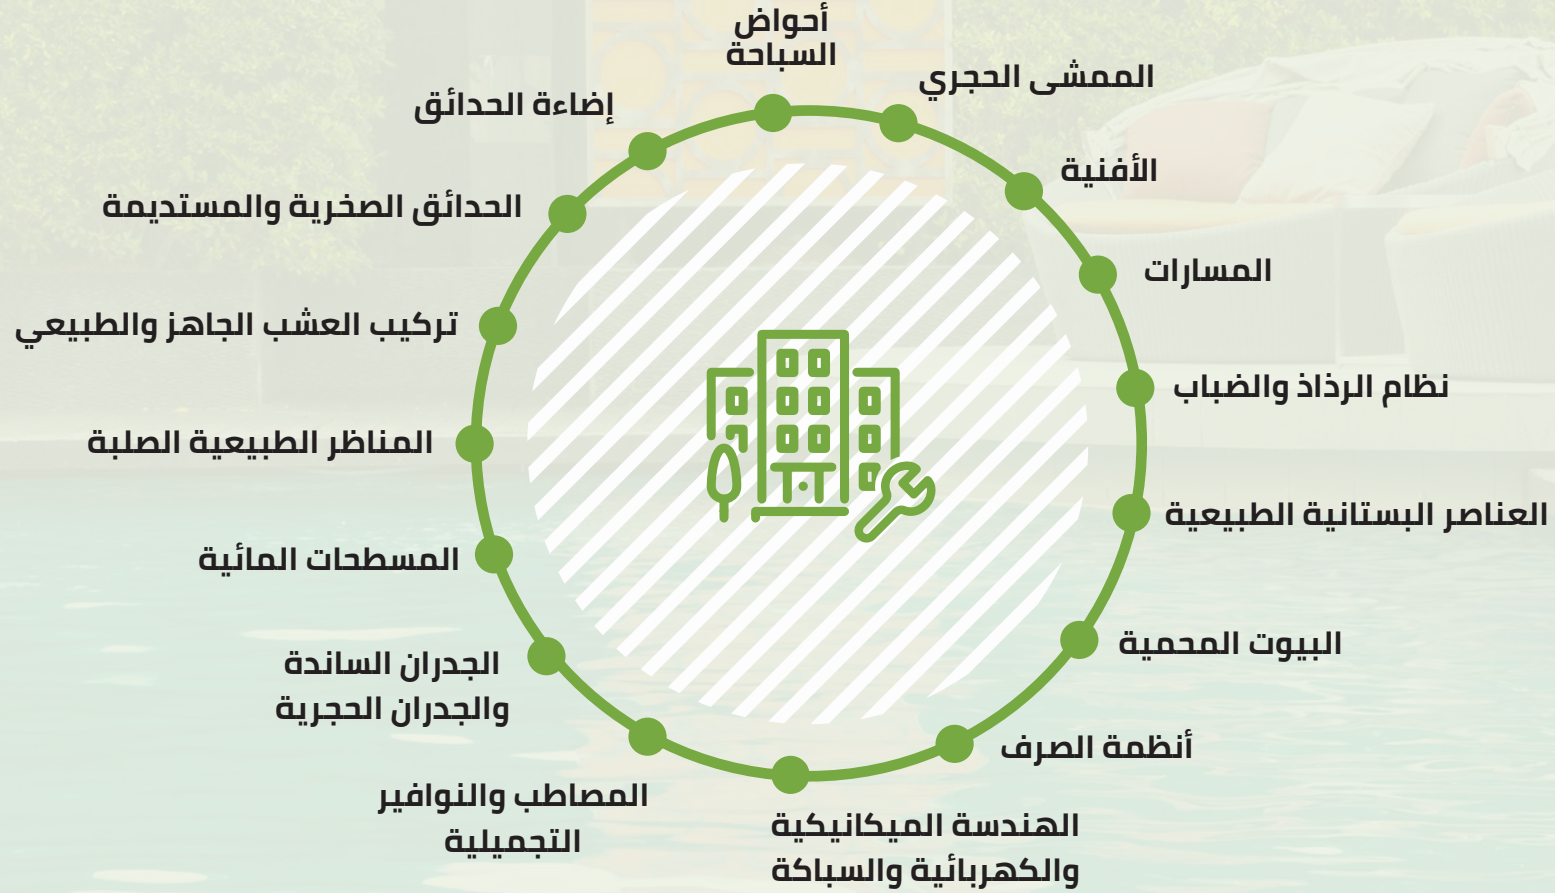 أحواض
السباحة
الممشى الحجري
الأفنية
المسارات
نظام الرذاذ والضباب
العناصر البستانية الطبيعية
البيوت المحمية
أنظمة الصرف
الهندسة الميكانيكية
والكهربائية والسباكة
المصاطب والنوافير
التجميلية
الجدران الساندة
والجدران الحجرية
المسطحات المائية
المناظر الطبيعية الصلبة
تركيب العشب الجاهز والطبيعي
الحدائق الصخرية والمستديمة
إضاءة الحدائق